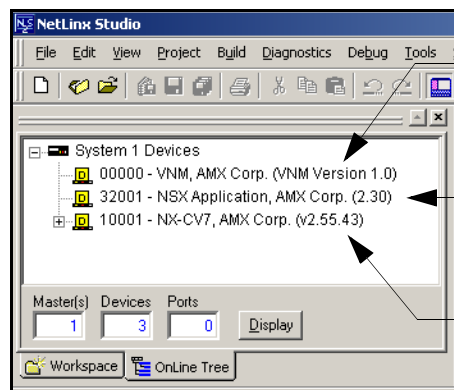 NetLinx Studio
File Edit View Project Build Diagnostics Debug Tools
System 1 Devices
00000 - VNM, AMX Corp. (VNM Version 1.0)
32001 - NSX Application, AMX Corp. (2.30)
10001 - NX-CV7, AMX Corp. (v2.55.43)
Master(s) Devices Ports
1 3 0 Display
Workspace OnLine Tree